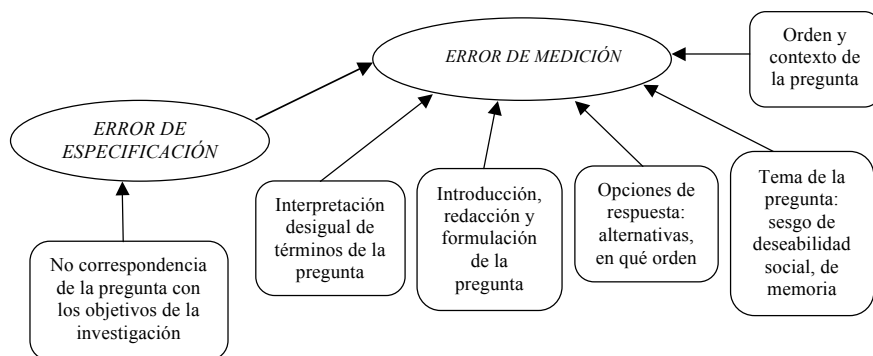 ERROR DE MEDICIÓN
Orden y
contexto de
la pregunta
ERROR DE
ESPECIFICACIÓN
Interpretación
desigual de
términos de la
pregunta
Introducción,
redacción y
formulación
de la
pregunta
Opciones de
respuesta:
alternativas,
en qué orden
Tema de la
pregunta:
sesgo de
deseabilidad
social, de
memoria
No correspondencia
de la pregunta con
los objetivos de la
investigación